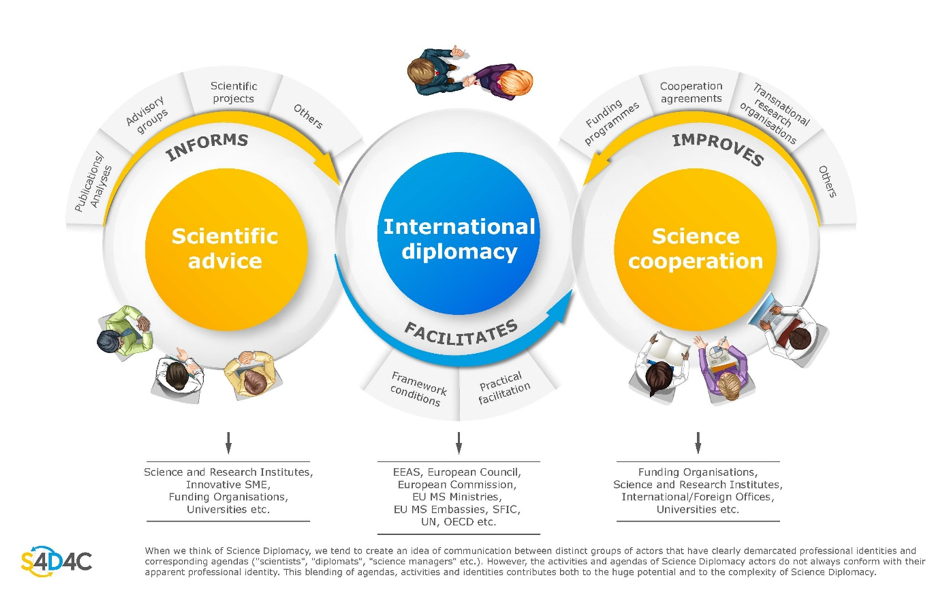 Publications/
Analyses
Advisory
groups
Scientific
projects
Others
INFORMS
Scientific
advice
International
diplomacy
FACILITATES
Framework
conditions
Practical
facilitation
Funding
programmes
Cooperation
agreements
Transnational
research
organisations
Others
IMPROVES
Science
cooperation
Science and Research Institutes,
Innovative SME,
Funding Organisations,
Universities etc.
EEAS, European Council,
European Commission,
EU MS Ministries,
EU MS Embassies, SFIC,
UN, OECD etc.
Funding Organisations,
Science and Research Institutes,
International/Foreign Offices,
Universities etc.
S4D4C
When we think of Science Diplomacy, we tend to create an idea of communication between distinct groups of actors that have clearly demarcated professional identities and
corresponding agendas ("scientists", "diplomats", "science managers" etc.). However, the activities and agendas of Science Diplomacy actors do not always conform with their
apparent professional identity. This blending of agendas, activities and identities contributes both to the huge potential and to the complexity of Science Diplomacy.